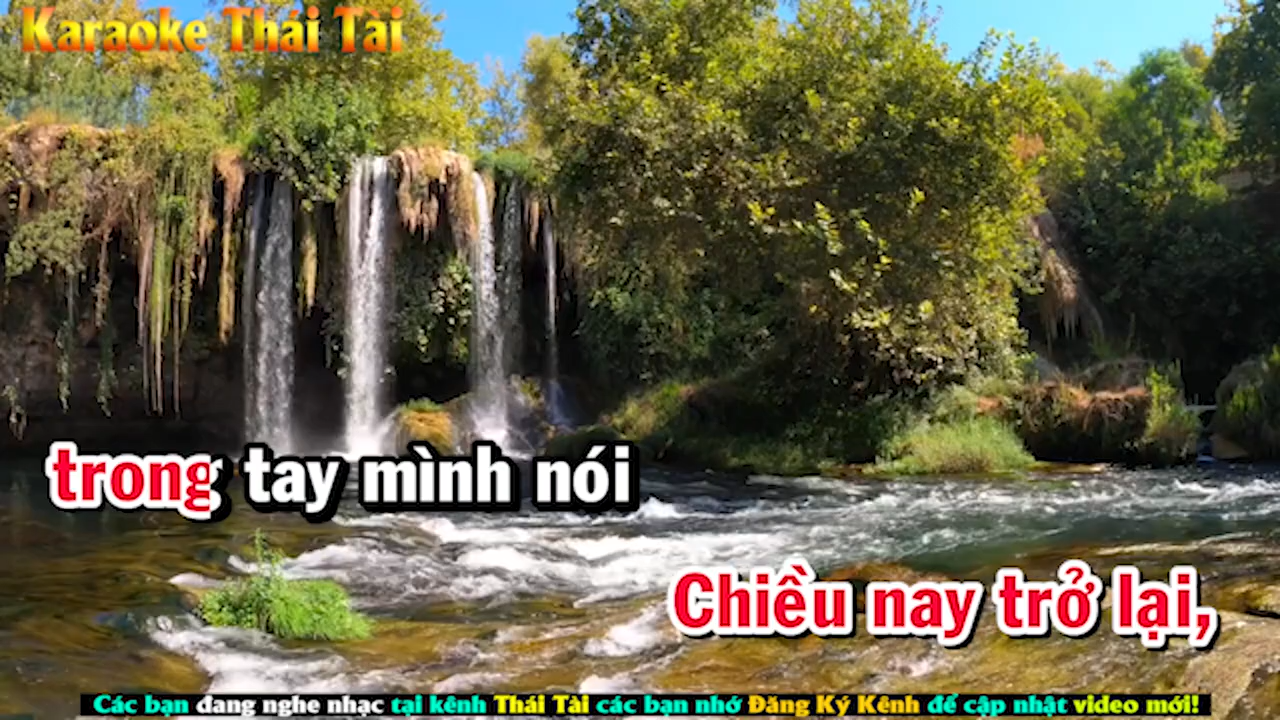 Karaoke Thái Tài
trong tay mình nói
Chiều nay trở lại,
Các bạn đang nghe nhạc tại kênh Thái Tài các bạn nhớ Đăng Ký Kênh để cập nhật video mới!